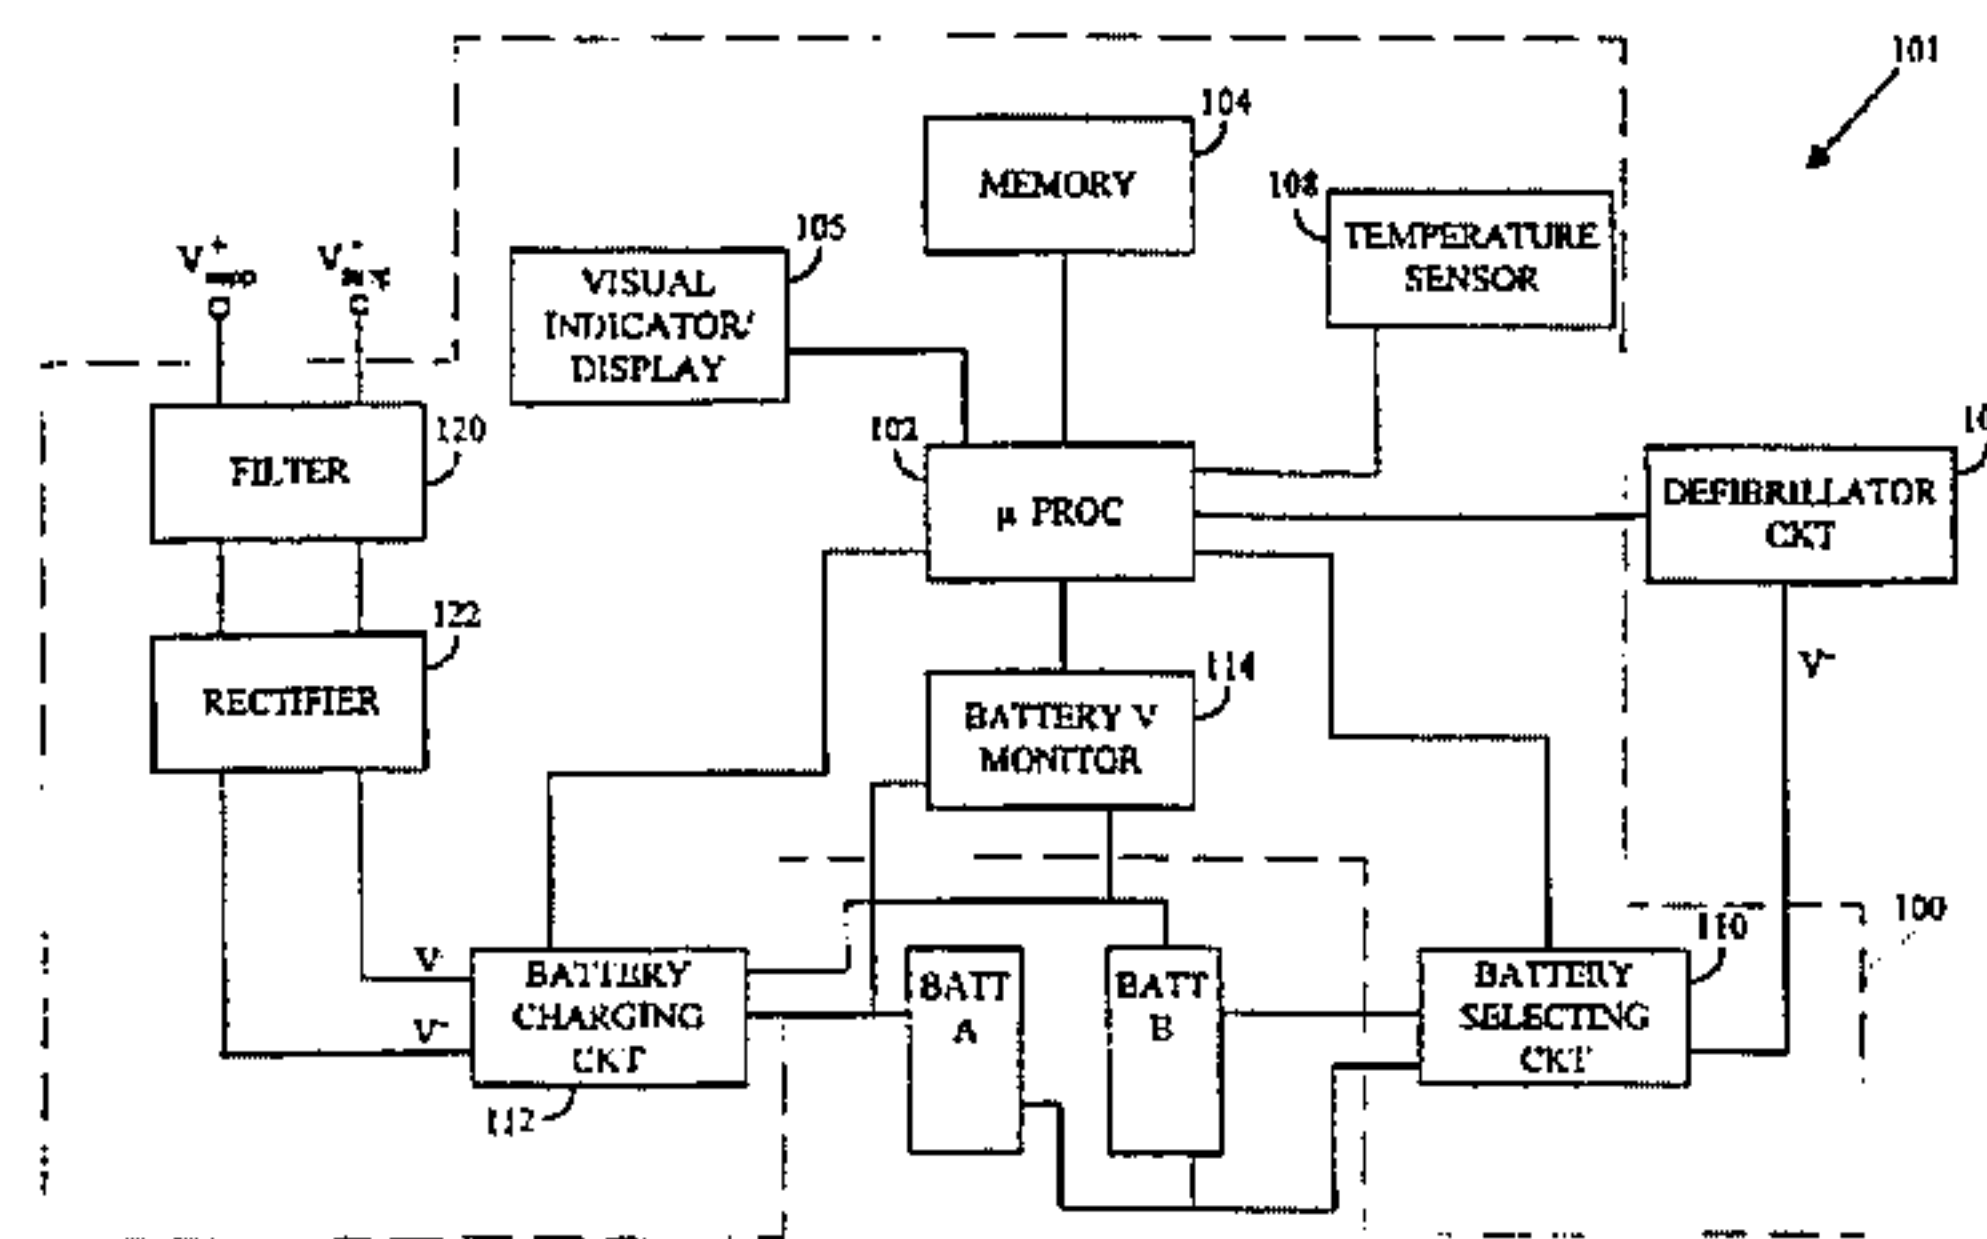 101
104
MEMORY
108
TEMPERATURE
SENSOR
105
VISUAL
INDICATOR/
DISPLAY
V+
V-
120
FILTER
102
μ PROC
DEFIBRILLATOR
CKT
122
RECTIFIER
114
BATTERY V
MONITOR
V-
100
110
V
BATTERY
CHARGING
CKT
V-
112
BATT
A
BATT
B
BATTERY
SELECTING
CKT